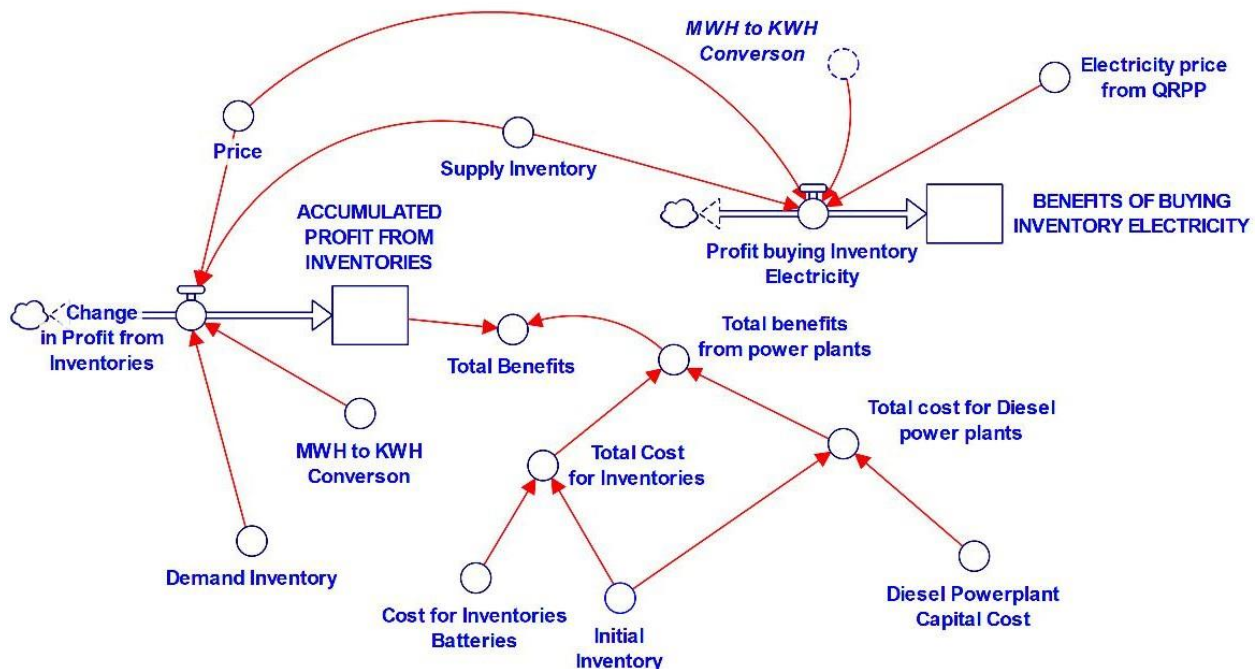 MWH to KWH
Converson
Electricity price
from QRPP
Price
Supply Inventory
ACCUMULATED
PROFIT FROM
INVENTORIES
BENEFITS OF BUYING
INVENTORY ELECTRICITY
Profit buying Inventory
Electricity
Change
in Profit from
Inventories
Total Benefits
Total benefits
from power plants
MWH to KWH
Converson
Total Cost
for Inventories
Total cost for Diesel
power plants
Demand Inventory
Cost for Inventories
Batteries
Initial
Inventory
Diesel Powerplant
Capital Cost